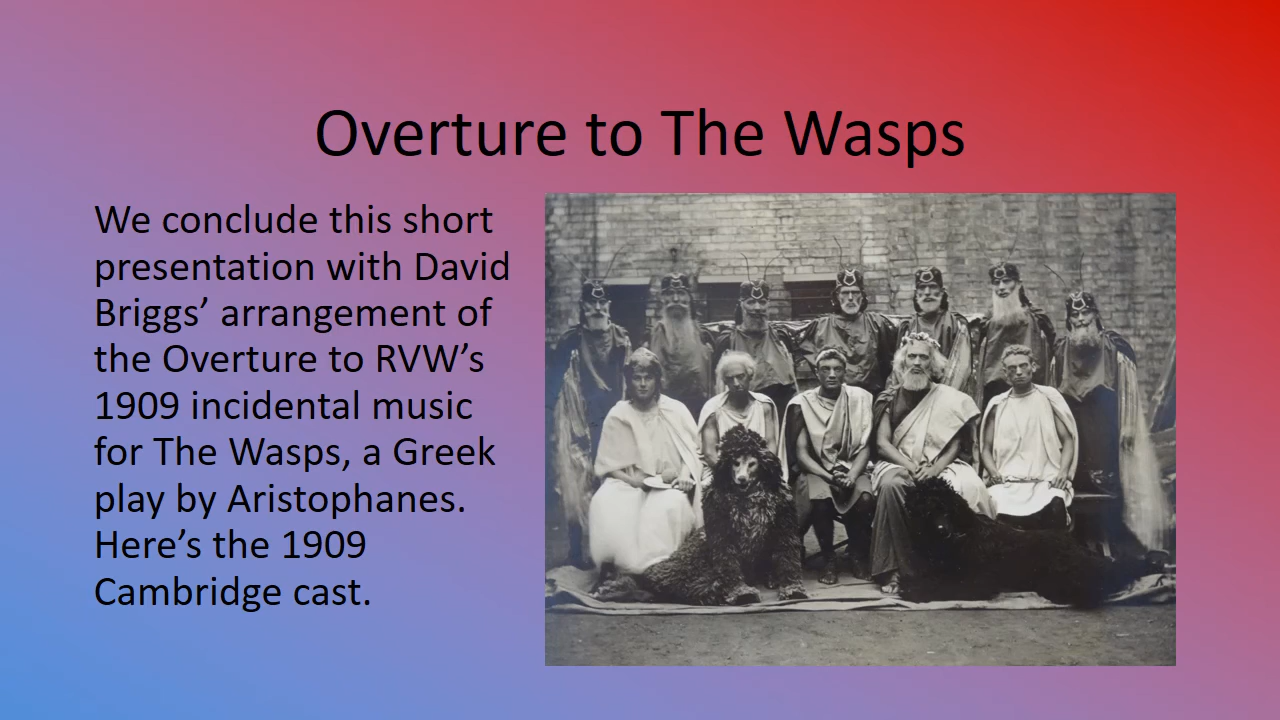 Overture to The Wasps
We conclude this short
presentation with David
Briggs’ arrangement of
the Overture to RVW’s
1909 incidental music
for The Wasps, a Greek
play by Aristophanes.
Here’s the 1909
Cambridge cast.